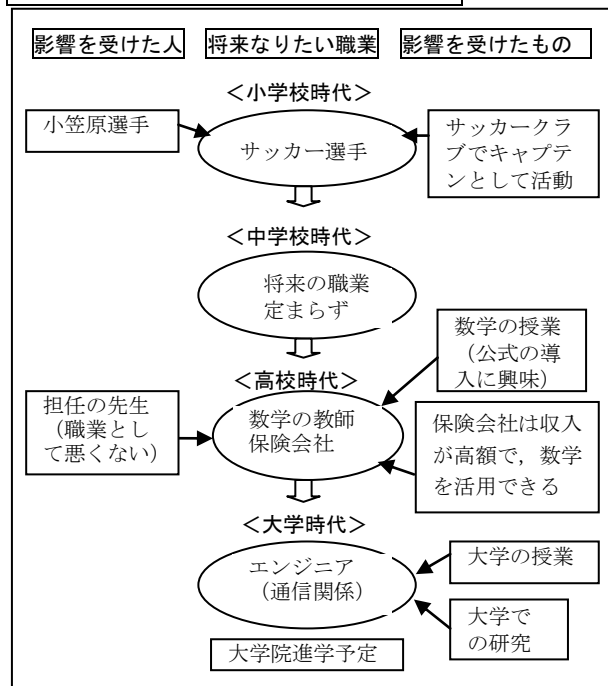 影響を受けた人
将来なりたい職業
影響を受けたもの
＜小学校時代＞
小笠原選手
サッカー選手
サッカークラ
ブでキャプテ
ンとして活動
＜中学校時代＞
将来の職業
定まらず
数学の授業
（公式の導
入に興味）
＜高校時代＞
担任の先生
（職業とし
て悪くない）
数学の教師
保険会社
保険会社は収入
が高額で，数学
を活用できる
＜大学時代＞
エンジニア
（通信関係）
大学の授業
大学で
の研究
大学院進学予定